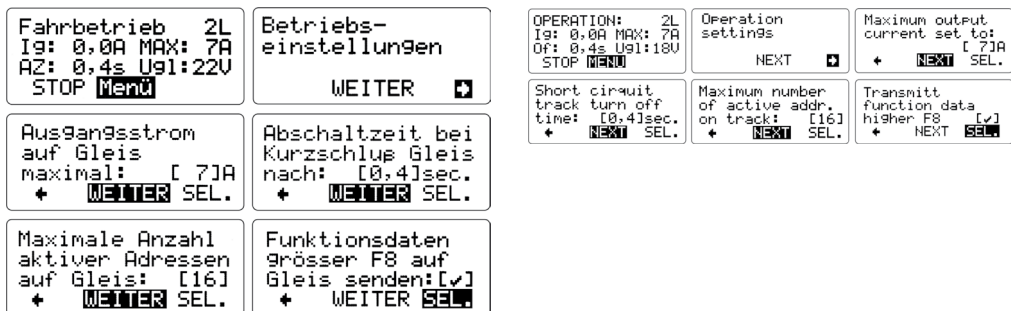 Fahrbetrieb 2L
Ig: 0,0A MAX: 7A
AZ: 0,4s Ugl:22V
STOP Menü
Betriebs-
einstellungen
WEITER
Ausgangsstrom
auf Gleis
maximal: [ 7]A
← WEITER SEL.
Abschaltzeit bei
Kurzschluß Gleis
nach: [0,4]sec.
← WEITER SEL.
Maximale Anzahl
aktiver Adressen
auf Gleis: [16]
← WEITER SEL.
Funktionsdaten
grösser F8 auf
Gleis senden:[✓]
← WEITER SEL.
OPERATION: 2L
Ig: 0,0A MAX: 7A
Of: 0,4s Ugl:18V
STOP MENU
Operation
settings
NEXT
Maximum output
current set to:
[ 7]A
← NEXT SEL.
Short cirquit
track turn off
time: [0,4]sec.
← NEXT SEL.
Maximum number
of active addr.
on track: [16]
← NEXT SEL.
Transmitt
function data
higher F8 [✓]
← NEXT SEL.